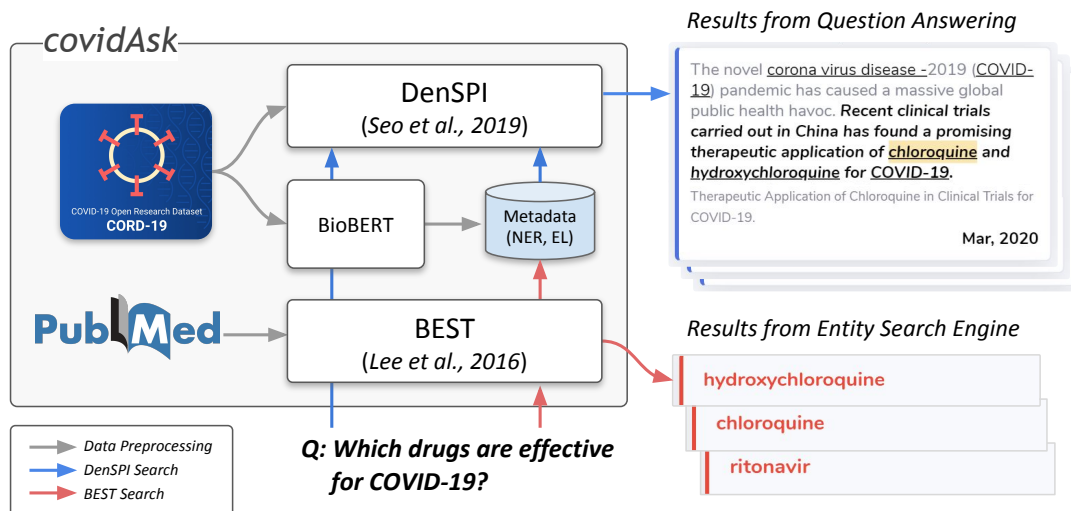 covidAsk
COVID-19 Open Research Dataset
CORD-19
PubMed
DenSPI
(Seo et al., 2019)
BioBERT
Metadata
(NER, EL)
BEST
(Lee et al., 2016)
Q: Which drugs are effective
for COVID-19?
Data Preprocessing
DenSPI Search
BEST Search
Results from Question Answering
The novel corona virus disease -2019 (COVID-
19) pandemic has caused a massive global
public health havoc. Recent clinical trials
carried out in China has found a promising
therapeutic application of chloroquine and
hydroxychloroquine for COVID-19.
Therapeutic Application of Chloroquine in Clinical Trials for
COVID-19.
Mar, 2020
Results from Entity Search Engine
hydroxychloroquine
chloroquine
ritonavir